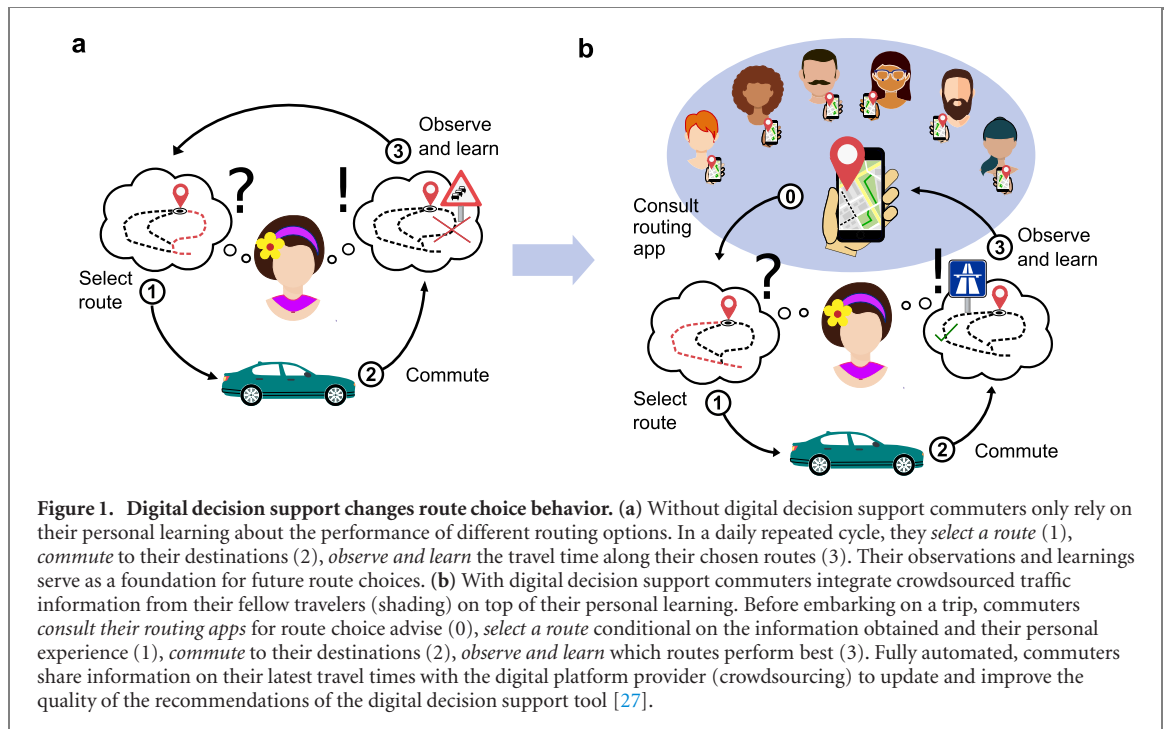 a
b
3
Observe
and learn
?
!
Select
route
1
2
Commute
0
Consult
routing
app
3
Observe
and learn
?
!
Select
route
1
2
Commute
Figure 1. Digital decision support changes route choice behavior. (a) Without digital decision support commuters only rely on
their personal learning about the performance of different routing options. In a daily repeated cycle, they select a route (1),
commute to their destinations (2), observe and learn the travel time along their chosen routes (3). Their observations and learnings
serve as a foundation for future route choices. (b) With digital decision support commuters integrate crowdsourced traffic
information from their fellow travelers (shading) on top of their personal learning. Before embarking on a trip, commuters
consult their routing apps for route choice advise (0), select a route conditional on the information obtained and their personal
experience (1), commute to their destinations (2), observe and learn which routes perform best (3). Fully automated, commuters
share information on their latest travel times with the digital platform provider (crowdsourcing) to update and improve the
quality of the recommendations of the digital decision support tool [27].